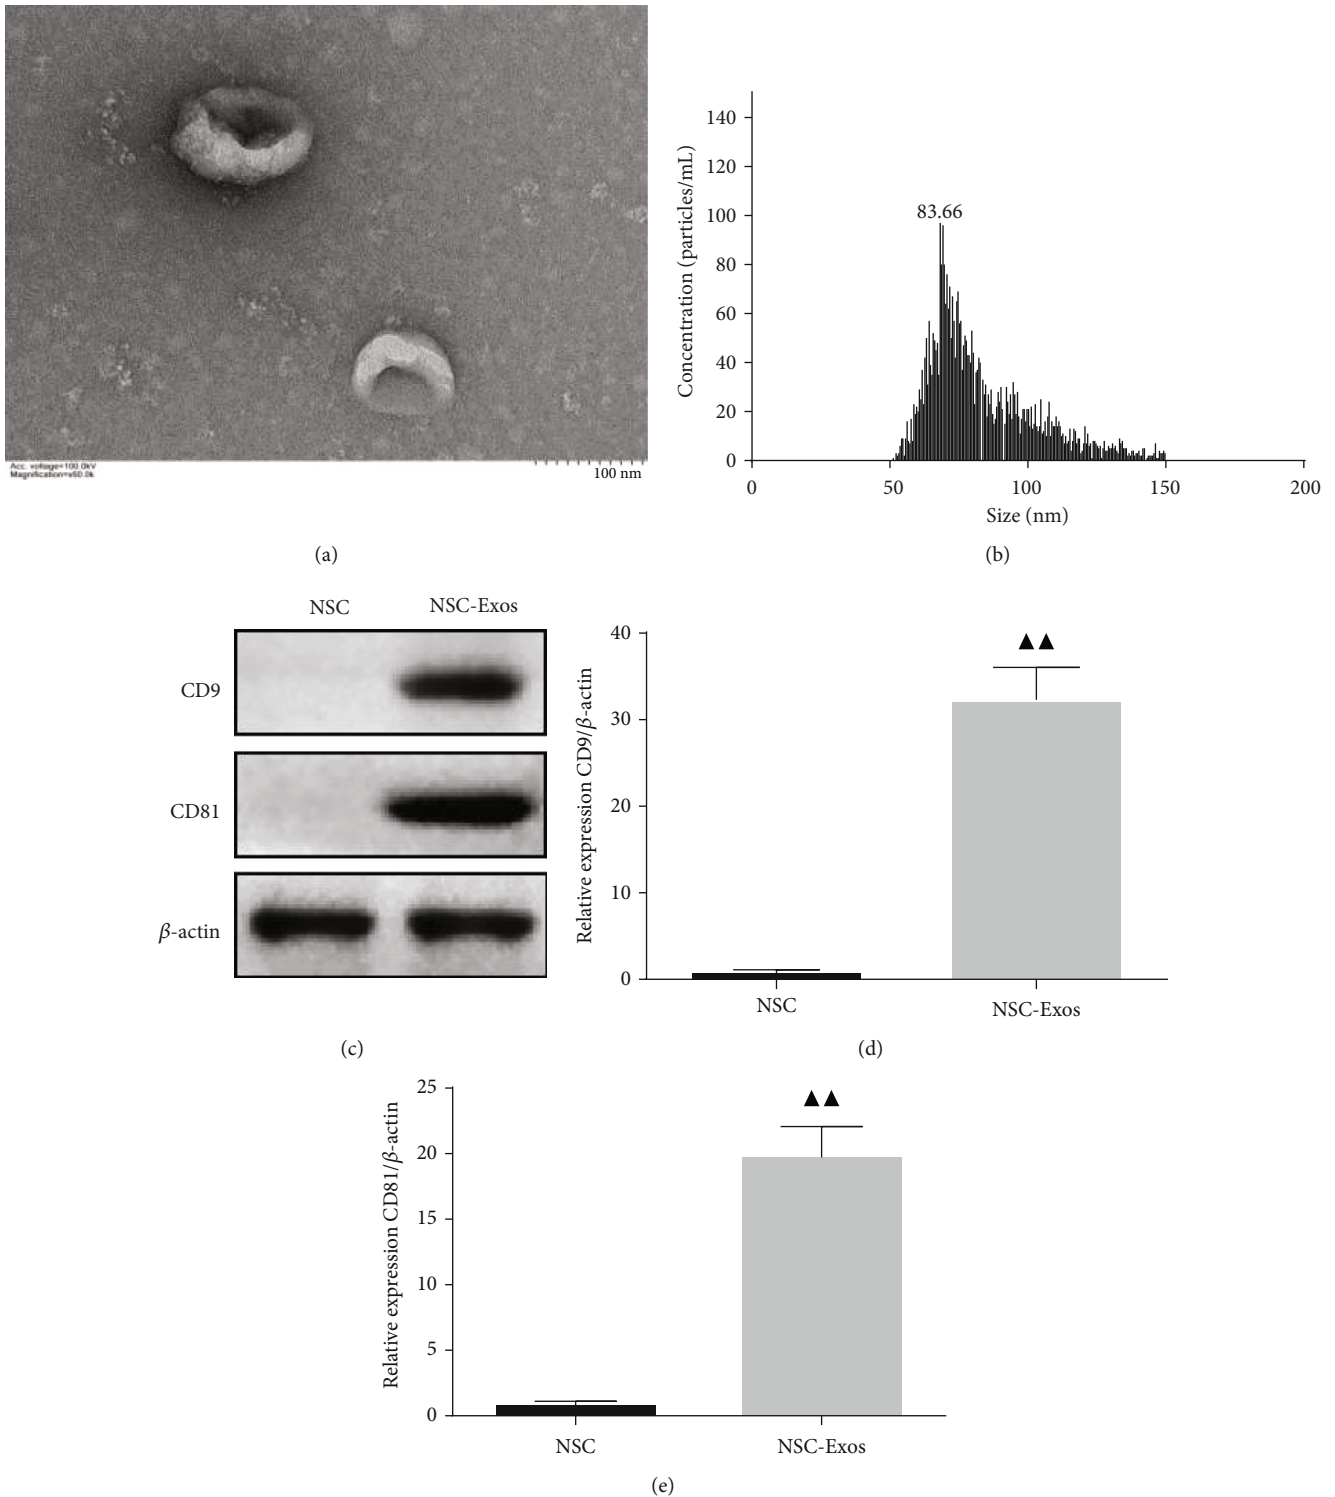 Acc. voltage=100.0kV
Magnification=x60.0k
100 nm
(a)
140
120
100
80
60
40
20
0
Concentration (particles/mL)
83.66
0 50 100 150 200
Size (nm)
(b)
NSC NSC-Exos
CD9
CD81
β-actin
(c)
40
30
20
10
0
Relative expression CD9/β-actin
▲▲
NSC NSC-Exos
(d)
25
20
15
10
5
0
Relative expression CD81/β-actin
▲▲
NSC NSC-Exos
(e)